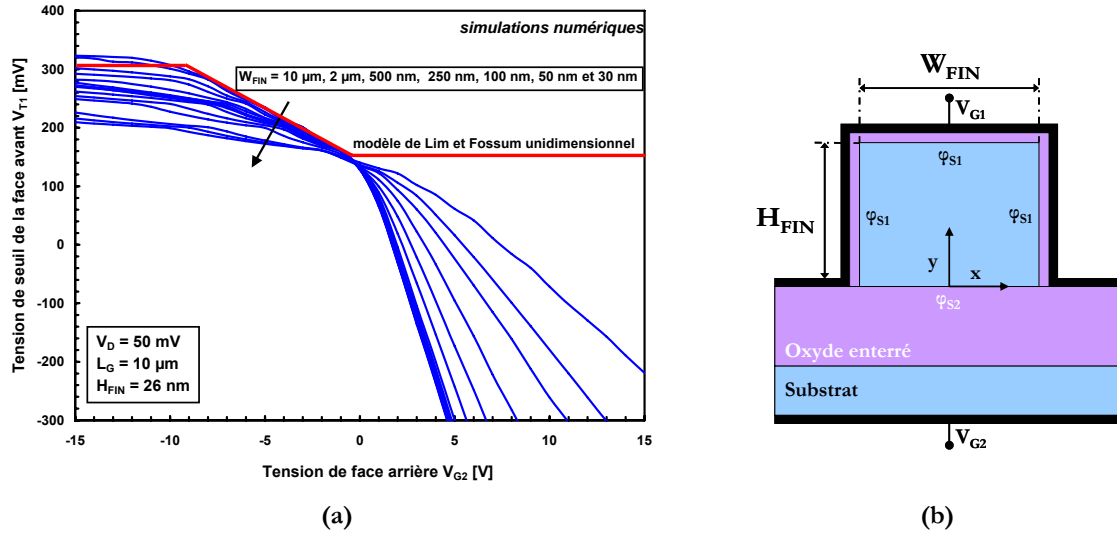 simulations numériques
W_FIN = 10 µm, 2 µm, 500 nm, 250 nm, 100 nm, 50 nm et 30 nm
modèle de Lim et Fossum unidimensionnel
V_D = 50 mV
L_G = 10 µm
H_FIN = 26 nm
Tension de seuil de la face avant V_T1 [mV]
400
300
200
100
0
-100
-200
-300
-15
-10
-5
0
5
10
15
Tension de face arrière V_G2 [V]
(a)
W_FIN
V_G1
φ_S1
H_FIN
φ_S1
φ_S1
y
x
φ_S2
Oxyde enterré
Substrat
V_G2
(b)